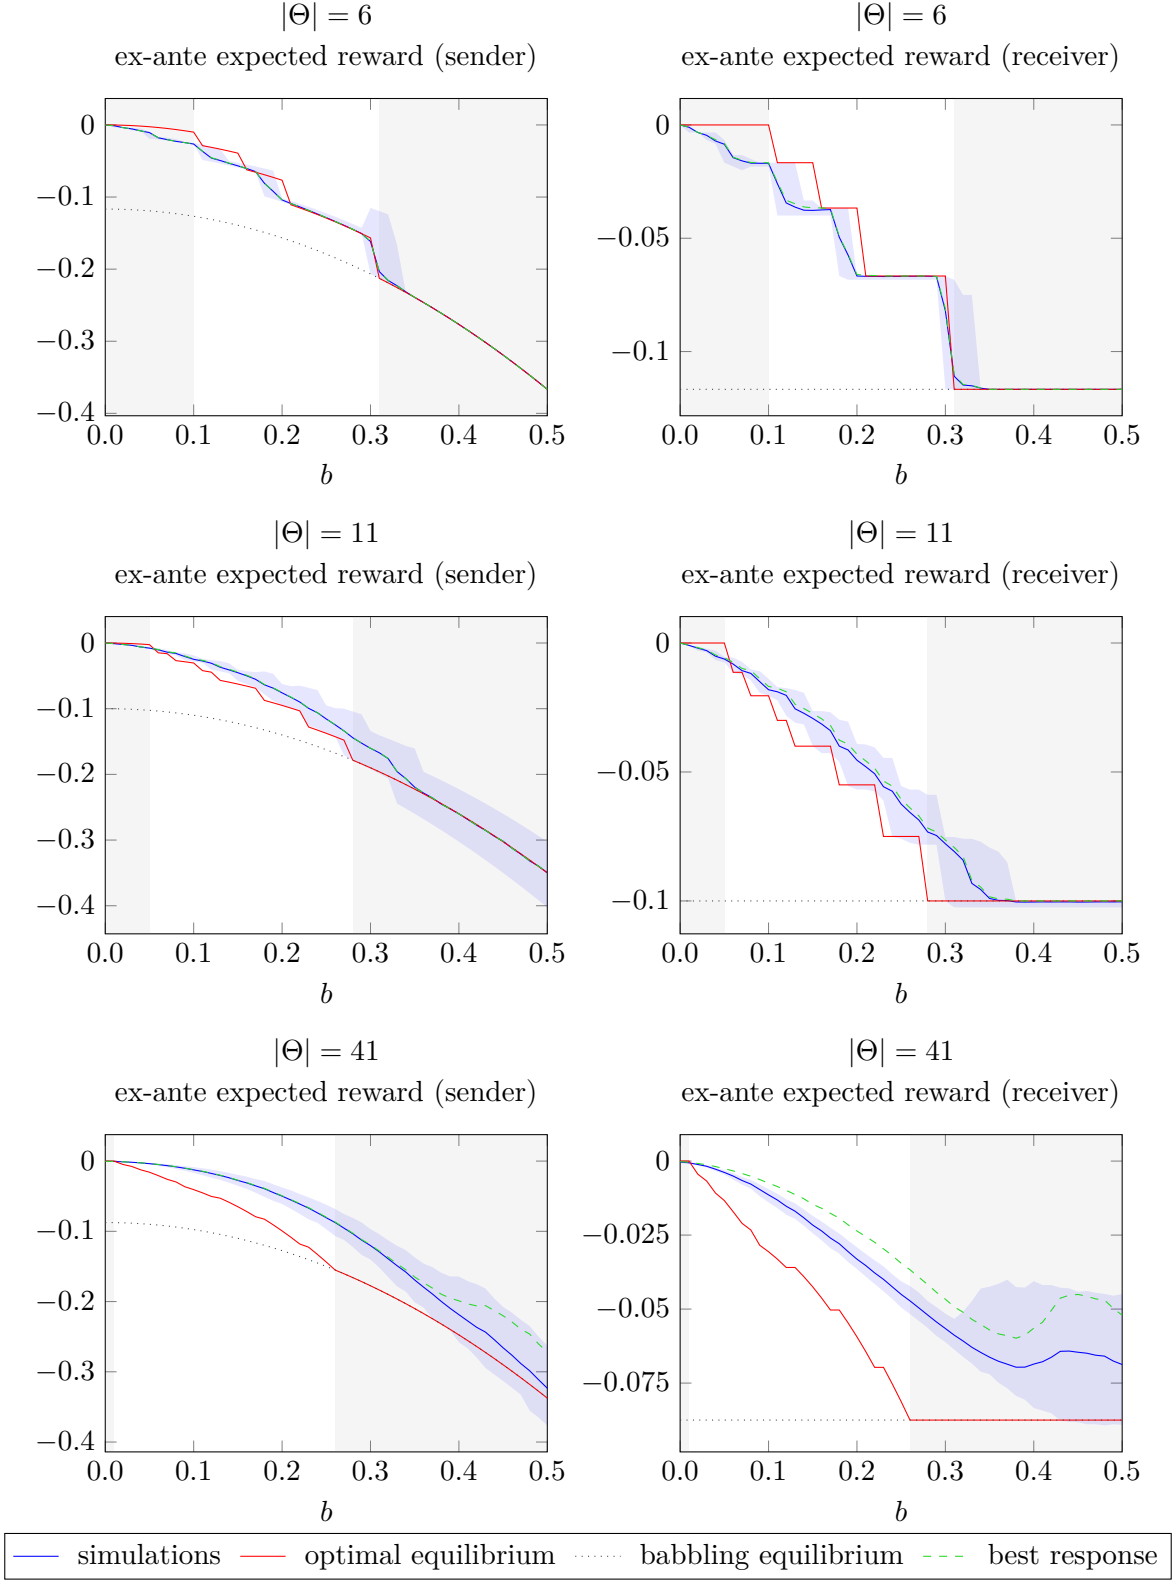 |Θ| = 6
ex-ante expected reward (sender)
0
−0.1
−0.2
−0.3
−0.4
0.0 0.1 0.2 0.3 0.4 0.5
b
|Θ| = 6
ex-ante expected reward (receiver)
0
−0.05
−0.1
0.0 0.1 0.2 0.3 0.4 0.5
b
|Θ| = 11
ex-ante expected reward (sender)
0
−0.1
−0.2
−0.3
−0.4
0.0 0.1 0.2 0.3 0.4 0.5
b
|Θ| = 11
ex-ante expected reward (receiver)
0
−0.05
−0.1
0.0 0.1 0.2 0.3 0.4 0.5
b
|Θ| = 41
ex-ante expected reward (sender)
0
−0.1
−0.2
−0.3
−0.4
0.0 0.1 0.2 0.3 0.4 0.5
b
|Θ| = 41
ex-ante expected reward (receiver)
0
−0.025
−0.05
−0.075
0.0 0.1 0.2 0.3 0.4 0.5
b
simulations optimal equilibrium babbling equilibrium best response